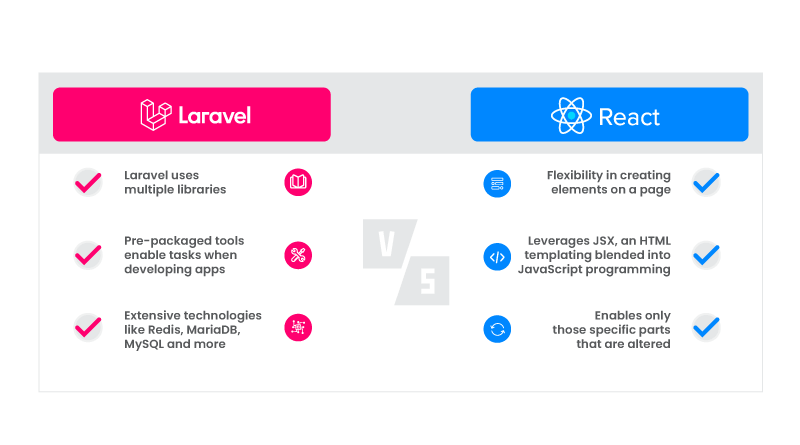 Laravel
Laravel uses
multiple libraries
Pre-packaged tools
enable tasks when
developing apps
Extensive technologies
like Redis, MariaDB,
MySQL and more
VS
React
Flexibility in creating
elements on a page
Leverages JSX, an HTML
templating blended into
JavaScript programming
Enables only
those specific parts
that are altered